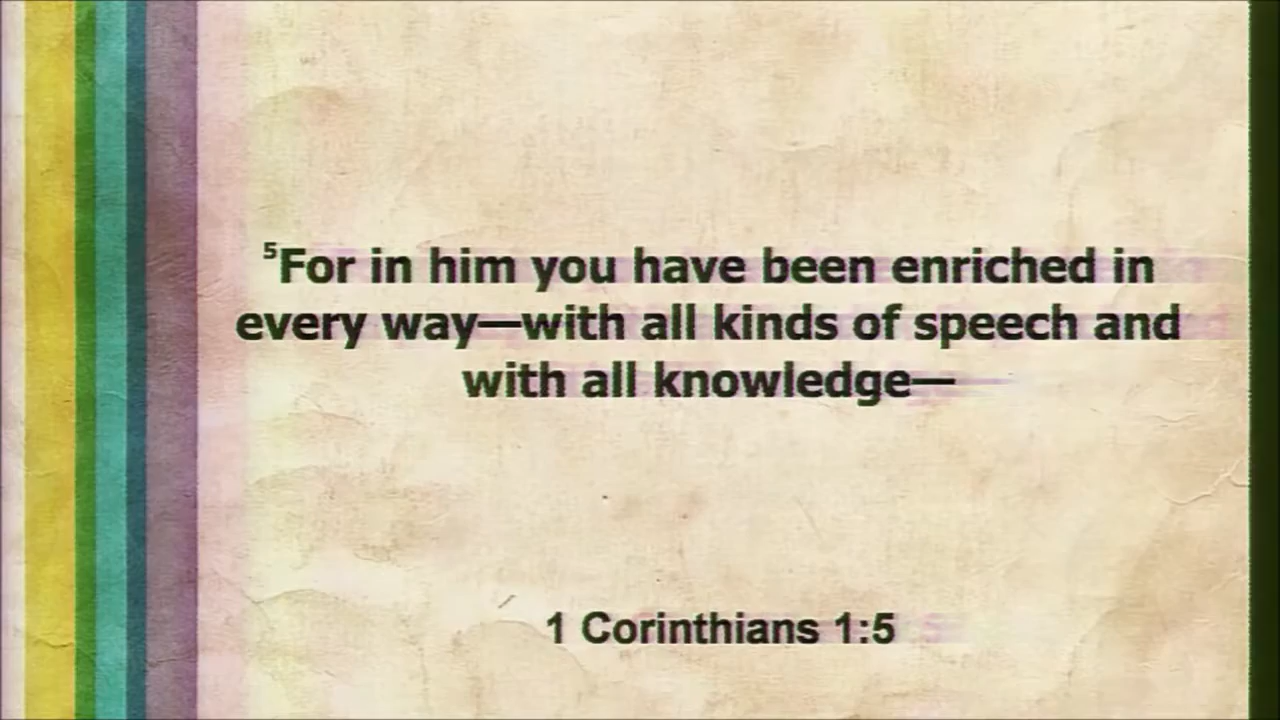 ⁵For in him you have been enriched in
every way—with all kinds of speech and
with all knowledge—
1 Corinthians 1:5